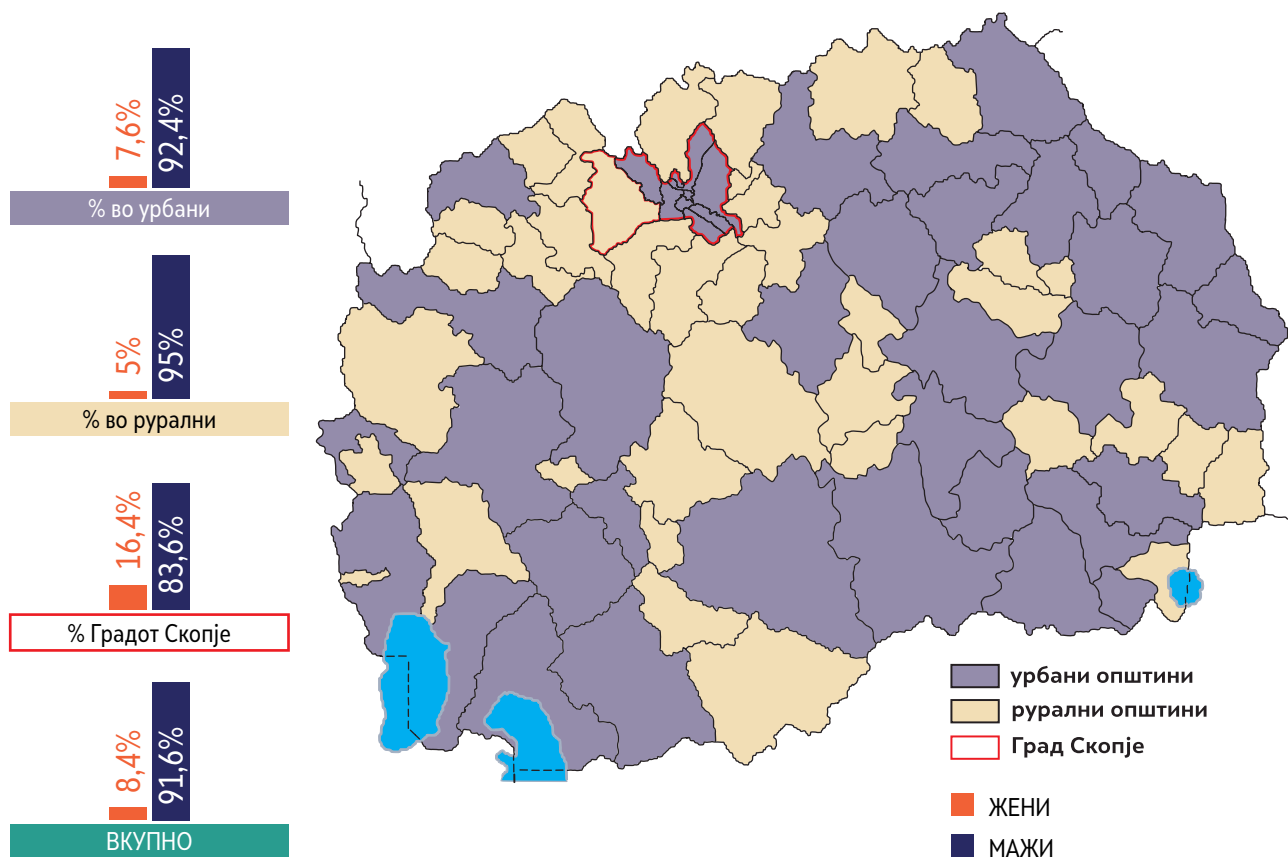 7,6%
92,4%
% во урбани
5%
95%
% во рурални
16,4%
83,6%
% Градот Скопје
8,4%
91,6%
ВКУПНО
урбани општини
рурални општини
Град Скопје
ЖЕНИ
МАЖИ